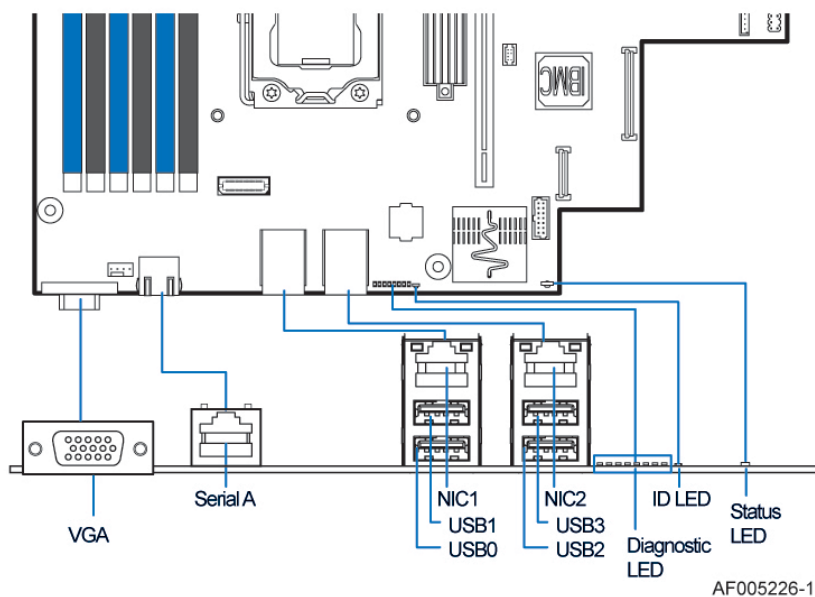 BMC
VGA
Serial A
NIC1
USB1
USB0
NIC2
USB3
USB2
Diagnostic
LED
ID LED
Status
LED
AF005226-1